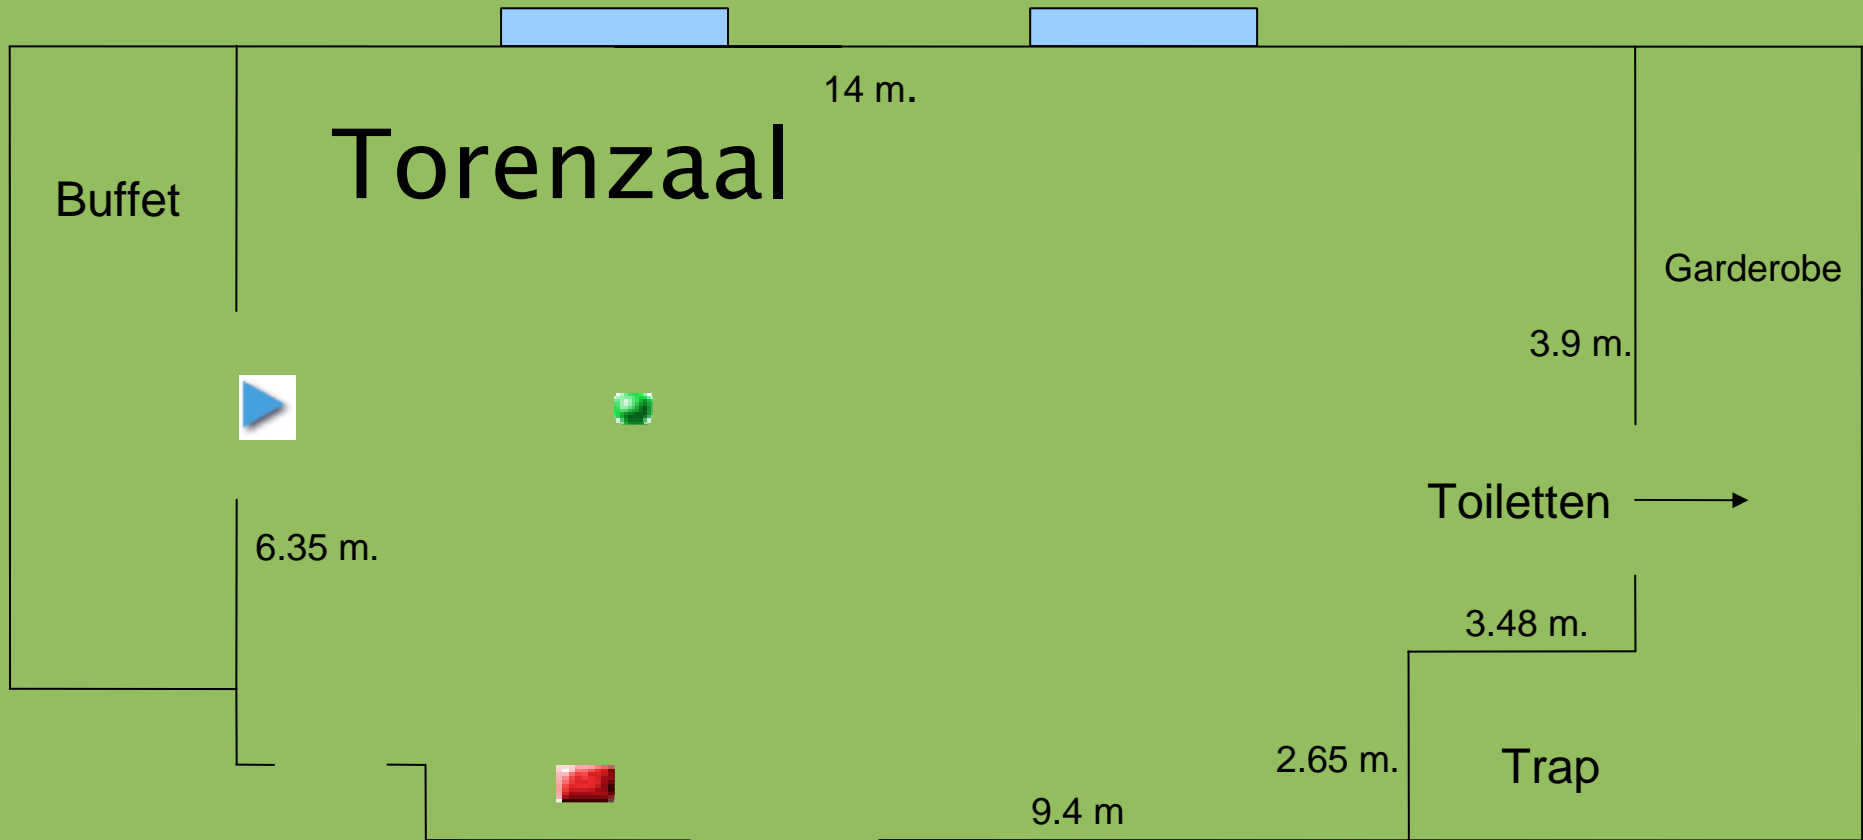 14 m.
Torenzaal
Buffet
Garderobe
3.9 m.
Toiletten
6.35 m.
3.48 m.
2.65 m.
Trap
9.4 m